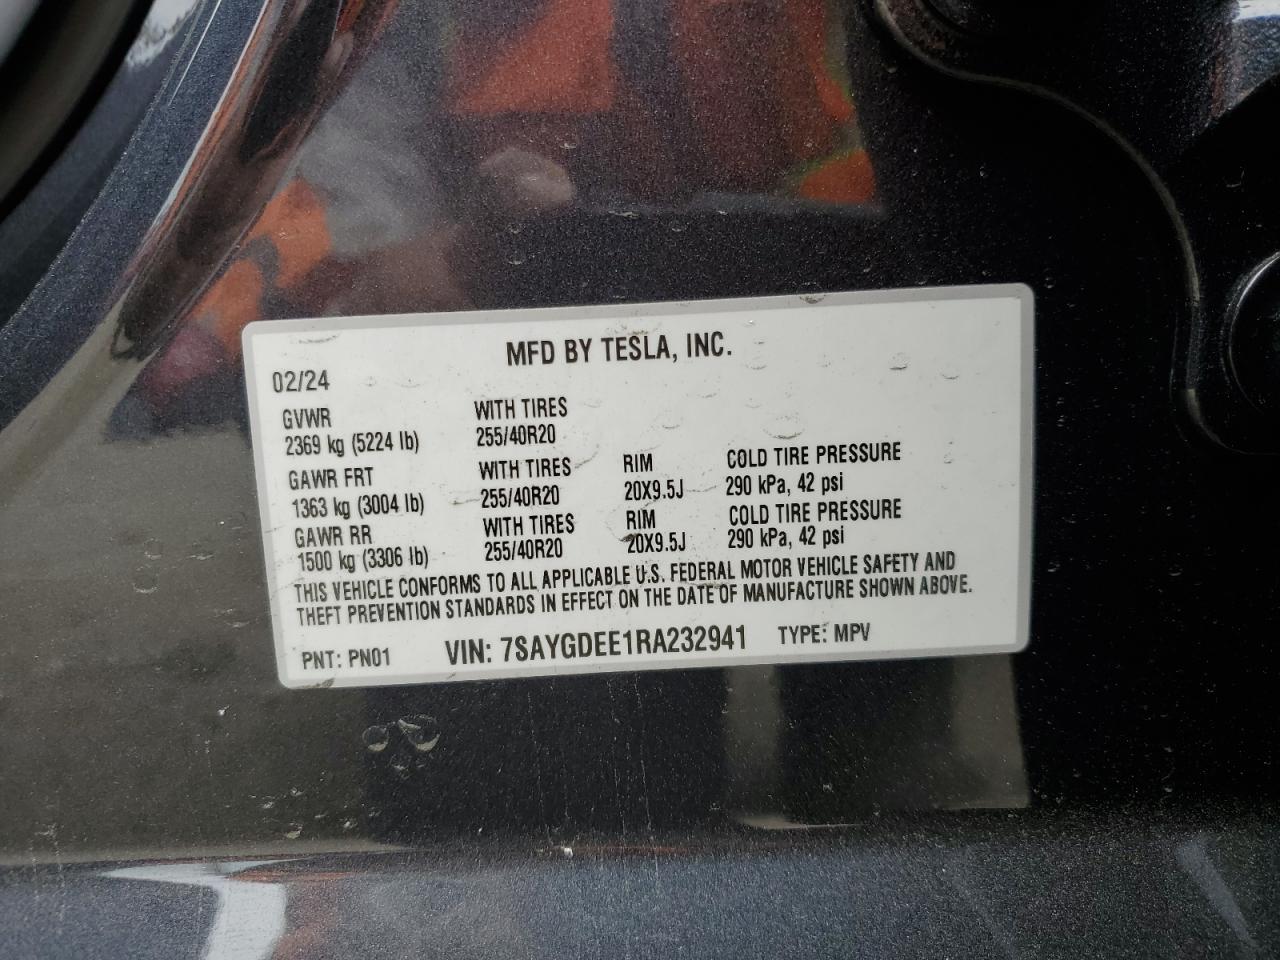 MFD BY TESLA, INC.
02/24
GVWR WITH TIRES
2369 kg (5224 lb) 255/40R20
GAWR FRT WITH TIRES RIM COLD TIRE PRESSURE
1363 kg (3004 lb) 255/40R20 20X9.5J 290 kPa, 42 psi
GAWR RR WITH TIRES RIM COLD TIRE PRESSURE
1500 kg (3306 lb) 255/40R20 20X9.5J 290 kPa, 42 psi
THIS VEHICLE CONFORMS TO ALL APPLICABLE U.S. FEDERAL MOTOR VEHICLE SAFETY AND
THEFT PREVENTION STANDARDS IN EFFECT ON THE DATE OF MANUFACTURE SHOWN ABOVE.
PNT: PN01 VIN: 7SAYGDEE1RA232941 TYPE: MPV